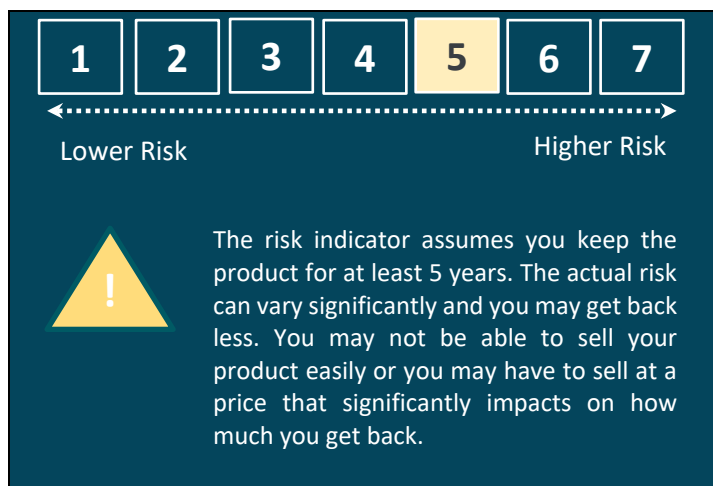 1 2 3 4 5 6 7
Lower Risk Higher Risk
!
The risk indicator assumes you keep the
product for at least 5 years. The actual risk
can vary significantly and you may get back
less. You may not be able to sell your
product easily or you may have to sell at a
price that significantly impacts on how
much you get back.